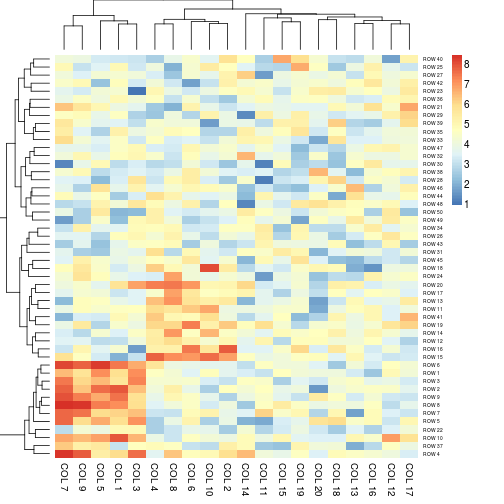 ROW 40
ROW 25
ROW 27
ROW 42
ROW 23
ROW 36
ROW 21
ROW 29
ROW 39
ROW 35
ROW 33
ROW 47
ROW 32
ROW 30
ROW 38
ROW 28
ROW 46
ROW 44
ROW 48
ROW 50
ROW 49
ROW 34
ROW 26
ROW 43
ROW 31
ROW 45
ROW 18
ROW 24
ROW 20
ROW 17
ROW 13
ROW 11
ROW 41
ROW 19
ROW 14
ROW 12
ROW 16
ROW 15
ROW 6
ROW 1
ROW 3
ROW 2
ROW 9
ROW 8
ROW 7
ROW 5
ROW 22
ROW 10
ROW 37
ROW 4
COL 7
COL 9
COL 5
COL 1
COL 3
COL 4
COL 8
COL 6
COL 10
COL 2
COL 14
COL 11
COL 15
COL 19
COL 20
COL 18
COL 13
COL 16
COL 12
COL 17
8
7
6
5
4
3
2
1